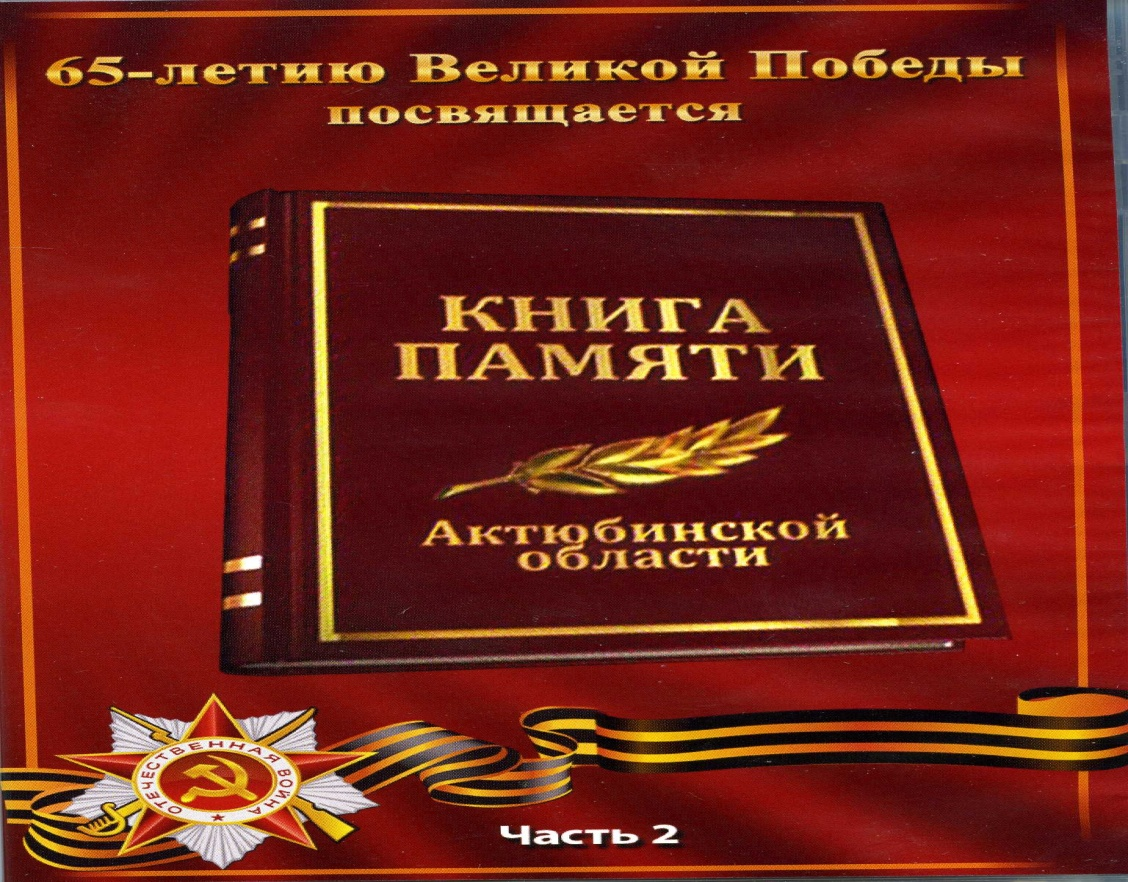 65-летию Великой Победы
посвящается
КНИГА
ПАМЯТИ
Актюбинской
области
ОТЕЧЕСТВЕННАЯ ВОЙНА
Часть 2